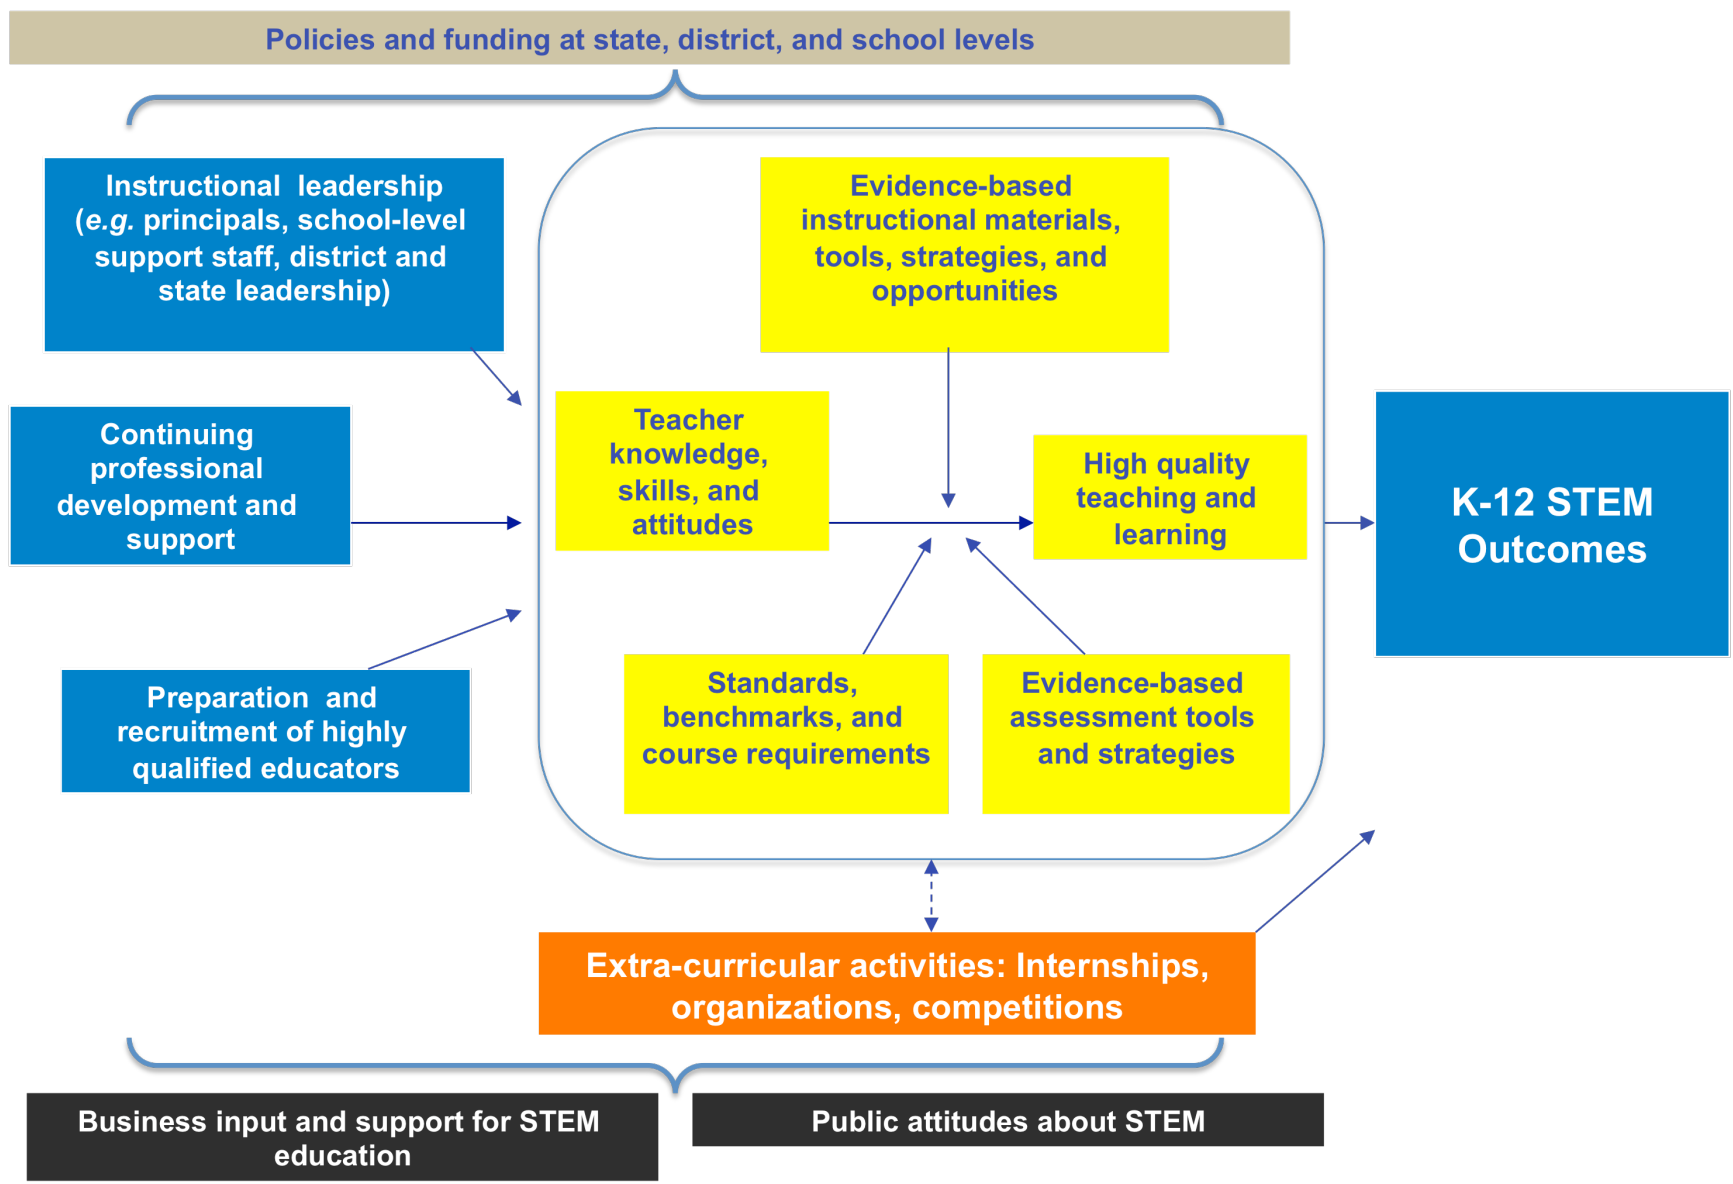 Policies and funding at state, district, and school levels
Instructional leadership
(e.g. principals, school-level
support staff, district and
state leadership)
Evidence-based
instructional materials,
tools, strategies, and
opportunities
Continuing
professional
development and
support
Teacher
knowledge,
skills, and
attitudes
High quality
teaching and
learning
K-12 STEM
Outcomes
Preparation and
recruitment of highly
qualified educators
Standards,
benchmarks, and
course requirements
Evidence-based
assessment tools
and strategies
Extra-curricular activities: Internships,
organizations, competitions
Business input and support for STEM
education
Public attitudes about STEM